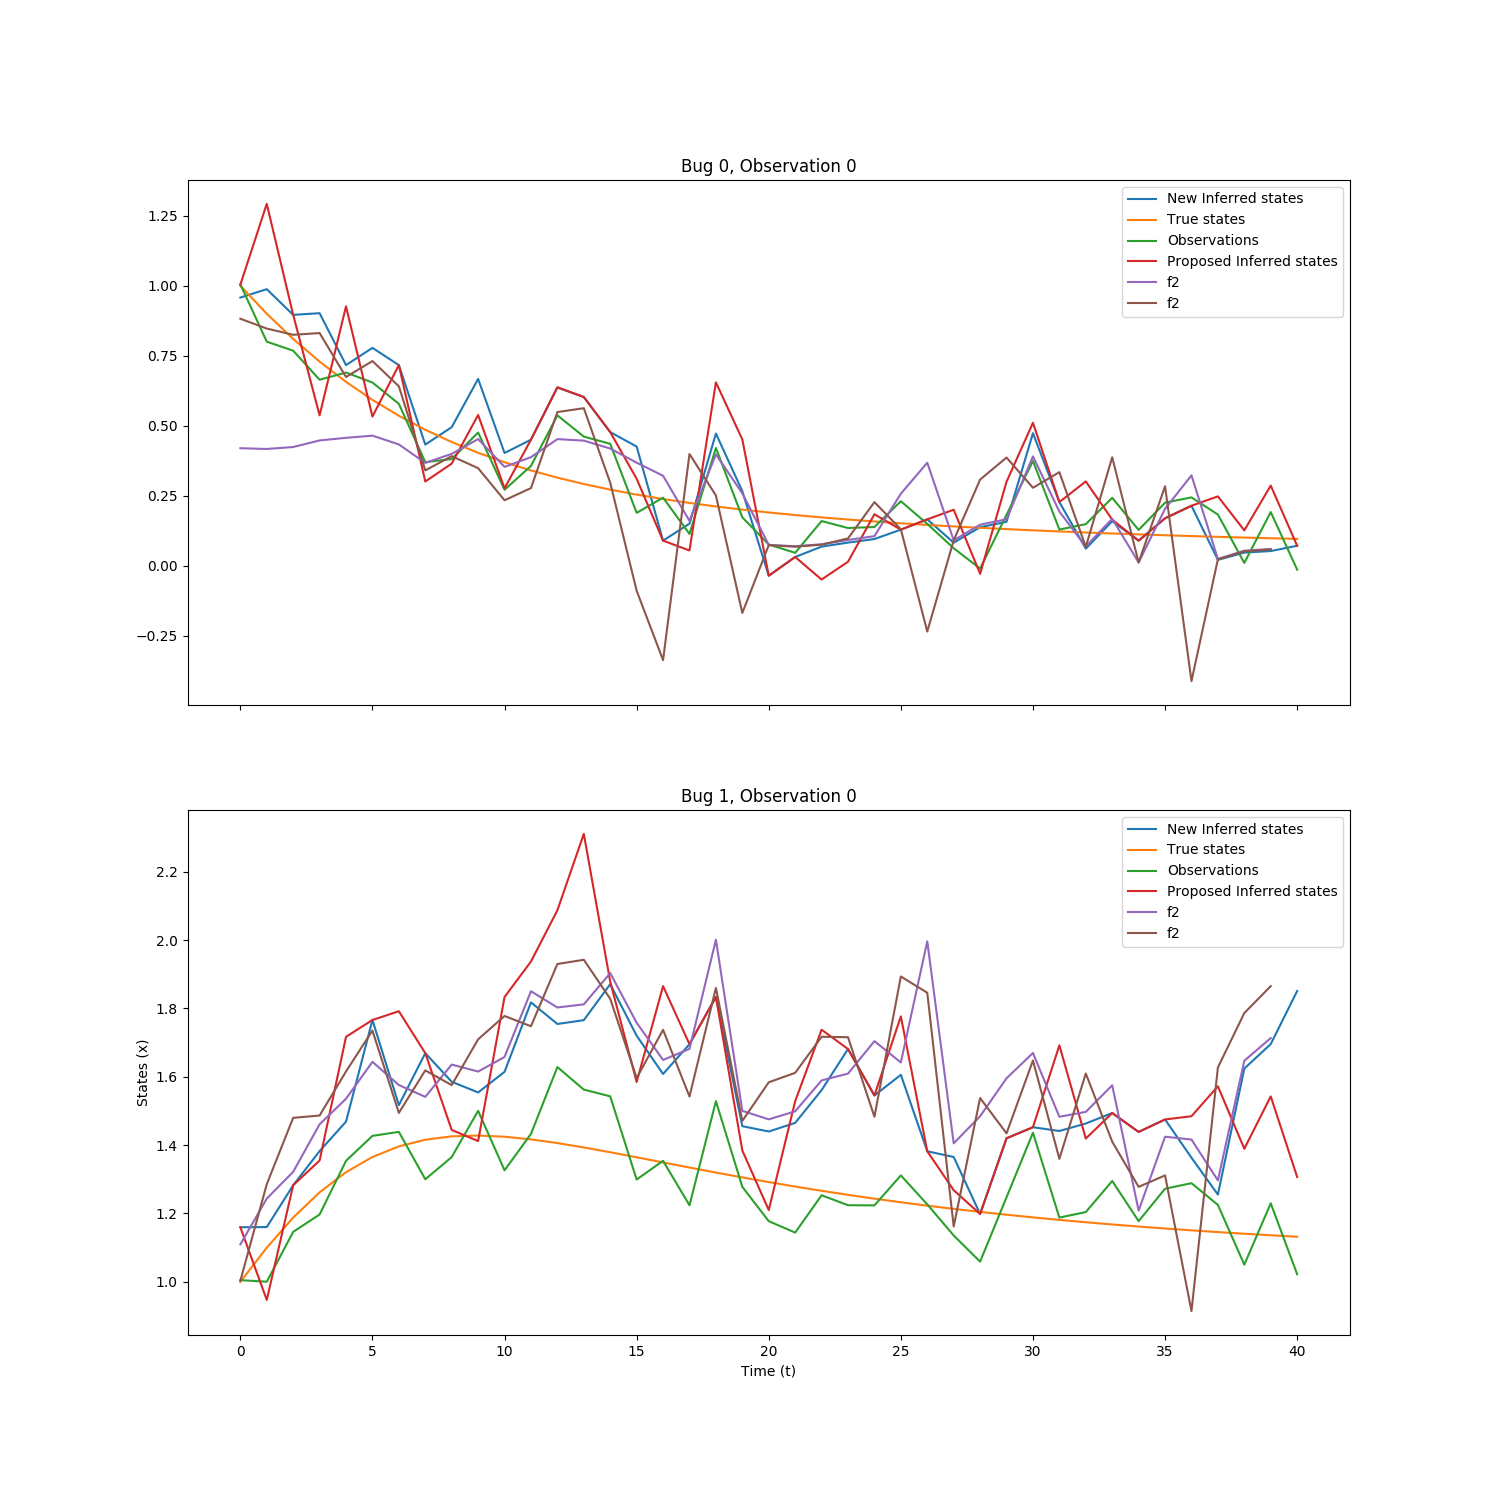 Bug 0, Observation 0
New Inferred states
True states
Observations
Proposed Inferred states
f2
f2
1.25
1.00
0.75
0.50
0.25
0.00
−0.25
Bug 1, Observation 0
New Inferred states
True states
Observations
Proposed Inferred states
f2
f2
2.2
2.0
1.8
1.6
1.4
1.2
1.0
States (x)
0 5 10 15 20 25 30 35 40
Time (t)